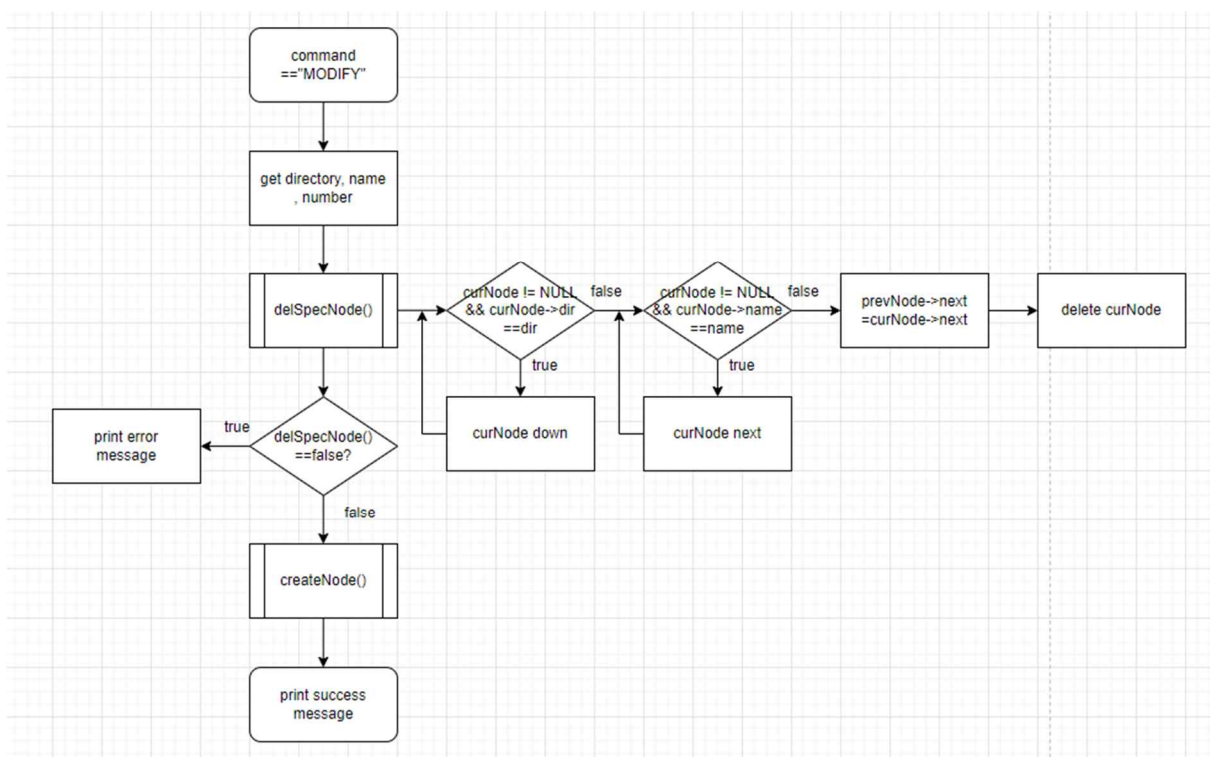 command
=="MODIFY"
get directory, name
, number
delSpecNode()
curNode != NULL
&& curNode->dir
==dir
false
curNode != NULL
&& curNode->name
==name
false
prevNode->next
=curNode->next
delete curNode
true
true
curNode down
curNode next
delSpecNode()
==false?
true
print error
message
false
createNode()
print success
message